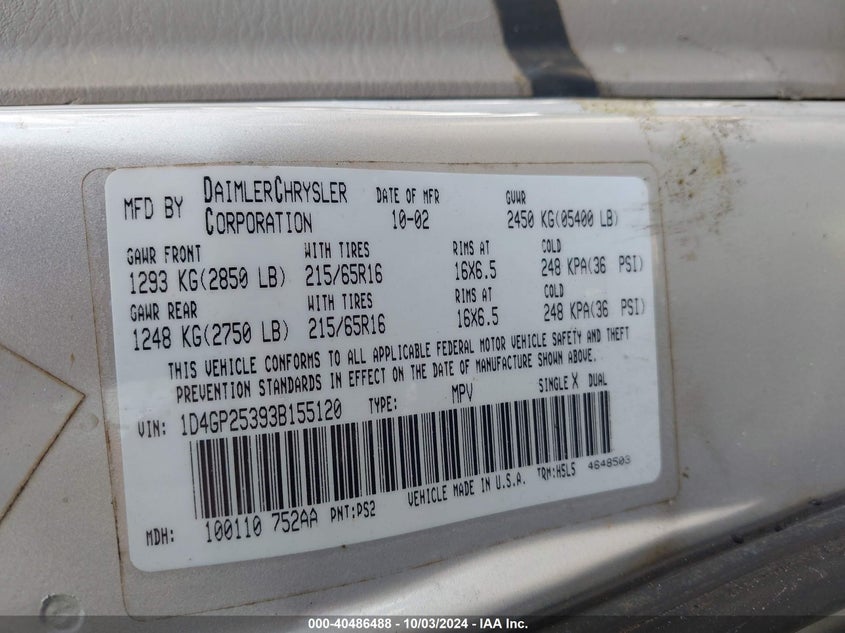 MFD BY DAIMLERCHRYSLER CORPORATION DATE OF MFR 10-02 GVWR 2450 KG(05400 LB)
GAWR FRONT WITH TIRES RIMS AT COLD
1293 KG(2850 LB) 215/65R16 16X6.5 248 KPA(36 PSI)
GAWR REAR WITH TIRES RIMS AT COLD
1248 KG(2750 LB) 215/65R16 16X6.5 248 KPA(36 PSI)
THIS VEHICLE CONFORMS TO ALL APPLICABLE FEDERAL MOTOR VEHICLE SAFETY AND THEFT
PREVENTION STANDARDS IN EFFECT ON THE DATE OF MANUFACTURE SHOWN ABOVE.
VIN: 1D4GP25393B155120 TYPE: MPV SINGLE X DUAL
MDH: 100110 752AA PNT:PS2 VEHICLE MADE IN U.S.A. TRM:H5L5 4648503
000-40486488 - 10/03/2024 - IAA Inc.